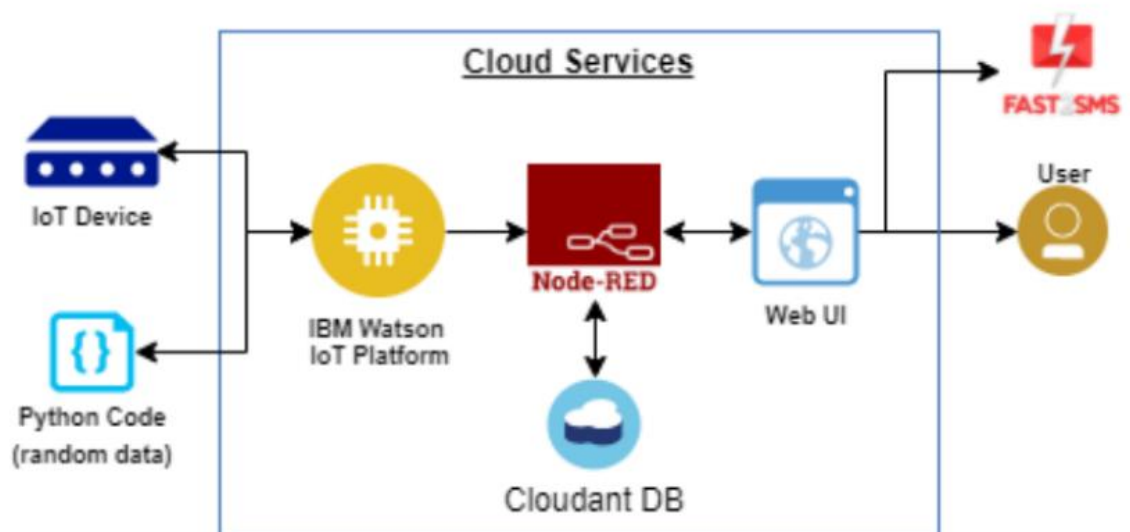 Cloud Services
FAST2SMS
IoT Device
User
Node-RED
IBM Watson
IoT Platform
Web UI
Python Code
(random data)
Cloudant DB